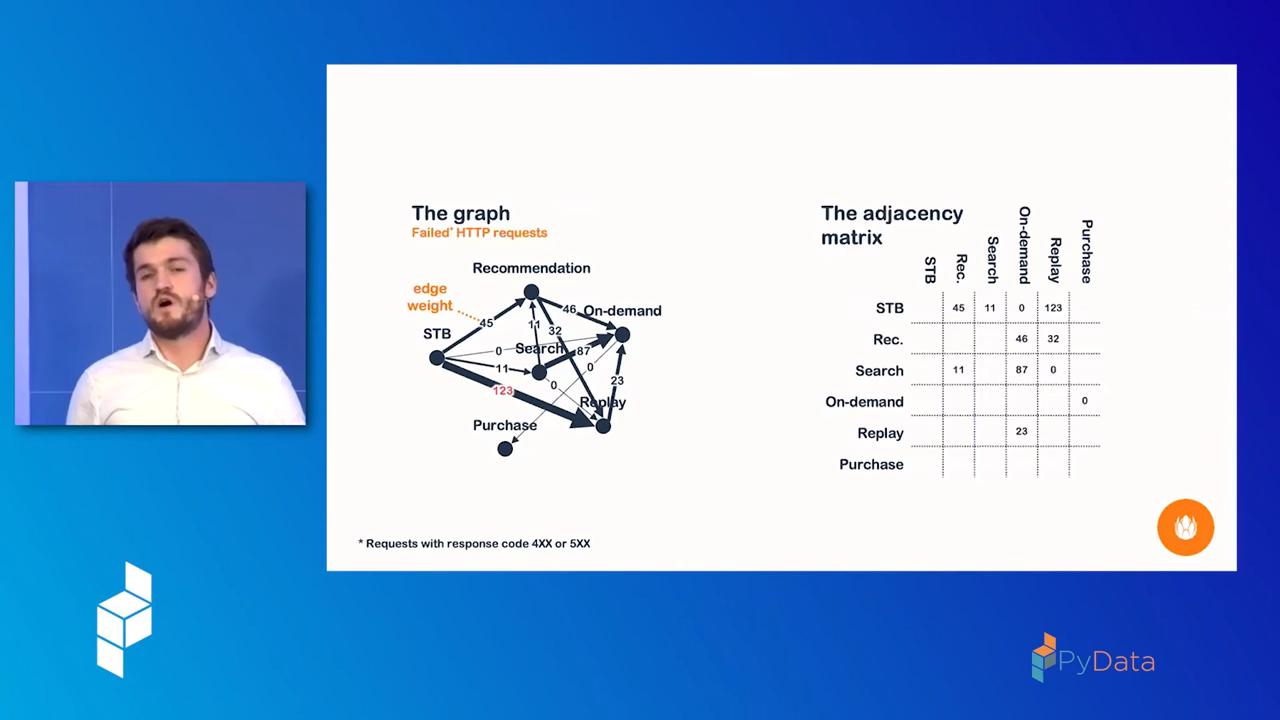 The graph
Failed* HTTP requests
Recommendation
edge
weight
46
On-demand
45
11
32
STB
0
Search
87
11
0
123
0
23
Replay
Purchase
* Requests with response code 4XX or 5XX
The adjacency
matrix
STB
Rec.
Search
On-demand
Replay
Purchase
STB 45 11 0 123
Rec. 46 32
Search 11 87 0
On-demand 0
Replay 23
Purchase
PyData